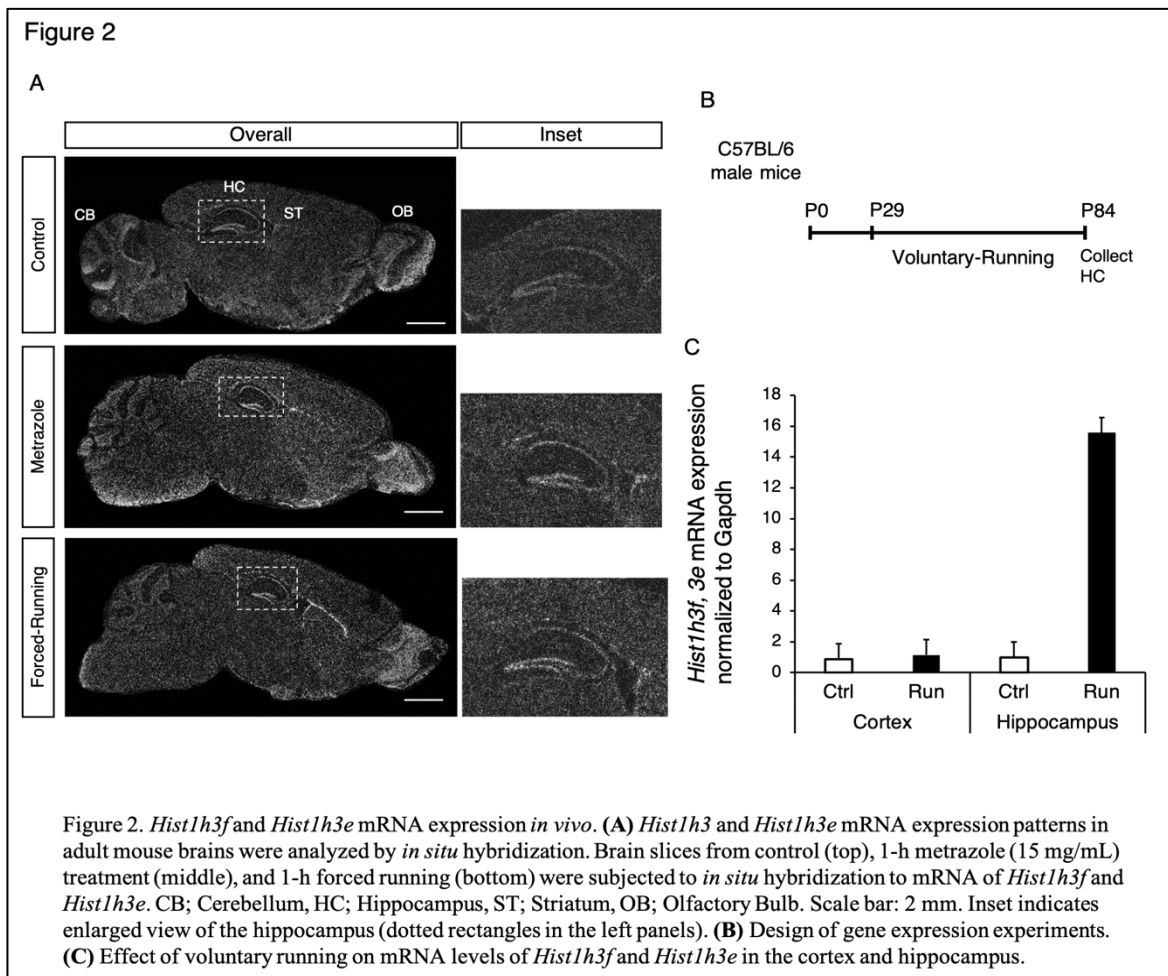 Figure 2
A
Overall
Inset
Control
HC
CB
ST
OB
Metrazole
Forced-Running
B
C57BL/6
male mice
P0
P29
P84
Voluntary-Running
Collect
HC
C
Hist1h3f, 3e mRNA expression
normalized to Gapdh
18
16
14
12
10
8
6
4
2
0
Ctrl
Run
Ctrl
Run
Cortex
Hippocampus
Figure 2. Hist1h3f and Hist1h3e mRNA expression in vivo. (A) Hist1h3 and Hist1h3e mRNA expression patterns in
adult mouse brains were analyzed by in situ hybridization. Brain slices from control (top), 1-h metrazole (15 mg/mL)
treatment (middle), and 1-h forced running (bottom) were subjected to in situ hybridization to mRNA of Hist1h3f and
Hist1h3e. CB; Cerebellum, HC; Hippocampus, ST; Striatum, OB; Olfactory Bulb. Scale bar: 2 mm. Inset indicates
enlarged view of the hippocampus (dotted rectangles in the left panels). (B) Design of gene expression experiments.
(C) Effect of voluntary running on mRNA levels of Hist1h3f and Hist1h3e in the cortex and hippocampus.